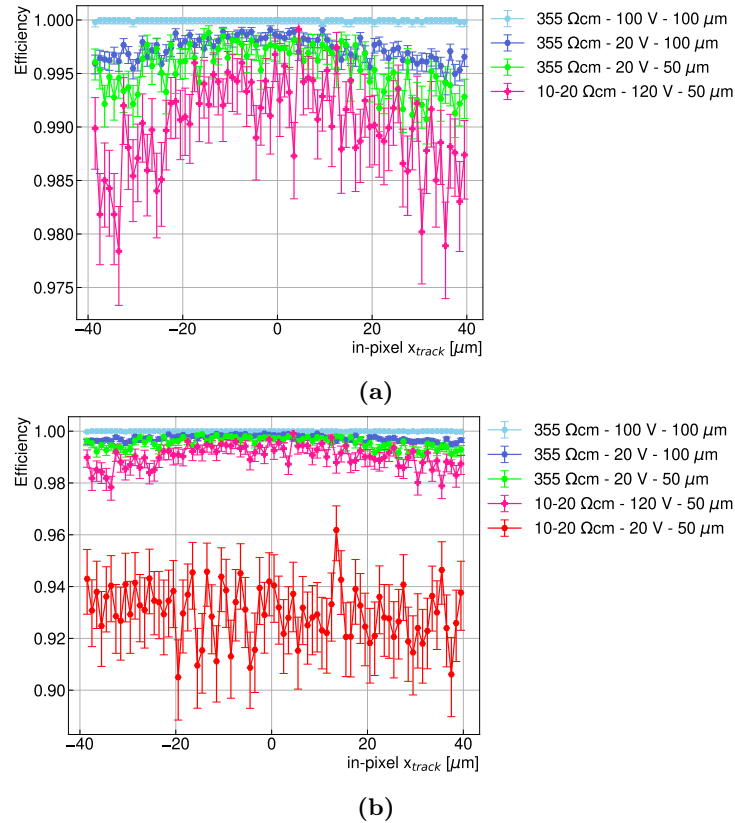 Efficiency
1.000
0.995
0.990
0.985
0.980
0.975
−40
−20
0
20
40
in-pixel x_track [μm]
355 Ωcm - 100 V - 100 μm
355 Ωcm - 20 V - 100 μm
355 Ωcm - 20 V - 50 μm
10-20 Ωcm - 120 V - 50 μm
(a)
Efficiency
1.00
0.98
0.96
0.94
0.92
0.90
−40
−20
0
20
40
in-pixel x_track [μm]
355 Ωcm - 100 V - 100 μm
355 Ωcm - 20 V - 100 μm
355 Ωcm - 20 V - 50 μm
10-20 Ωcm - 120 V - 50 μm
10-20 Ωcm - 20 V - 50 μm
(b)